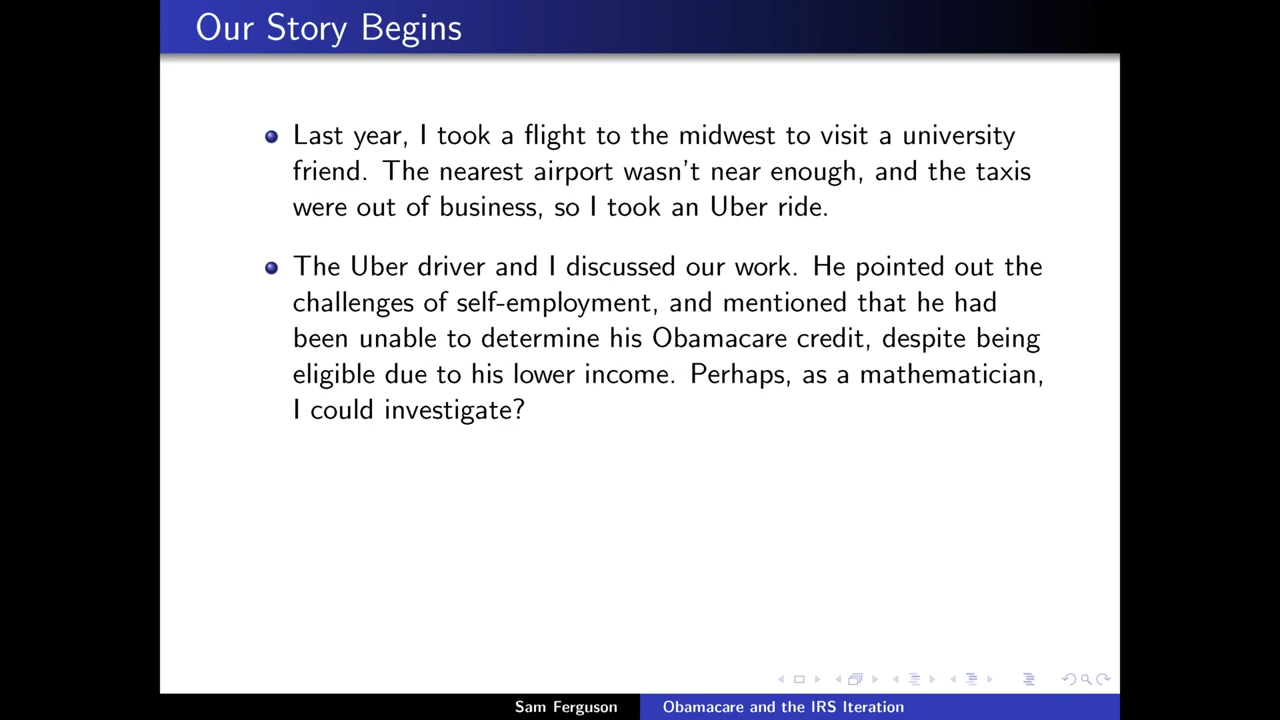 Our Story Begins
Last year, I took a flight to the midwest to visit a university
friend. The nearest airport wasn't near enough, and the taxis
were out of business, so I took an Uber ride.
The Uber driver and I discussed our work. He pointed out the
challenges of self-employment, and mentioned that he had
been unable to determine his Obamacare credit, despite being
eligible due to his lower income. Perhaps, as a mathematician,
I could investigate?
Sam Ferguson
Obamacare and the IRS Iteration